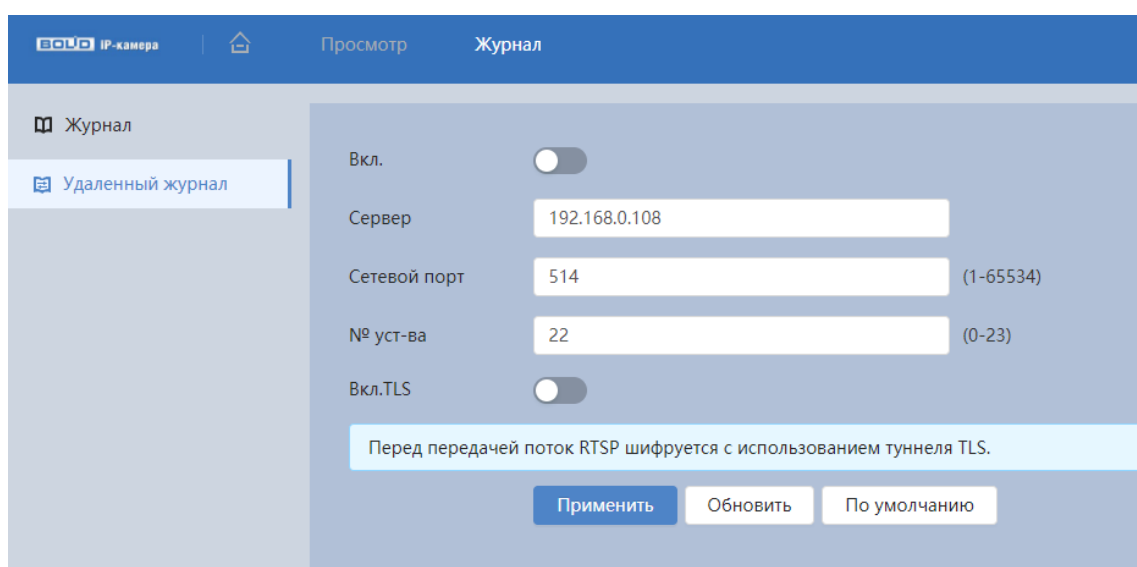 BOLID IP-камера Просмотр Журнал
Журнал
Удаленный журнал
Вкл.
Сервер 192.168.0.108
Сетевой порт 514 (1-65534)
№ уст-ва 22 (0-23)
Вкл.TLS
Перед передачей поток RTSP шифруется с использованием туннеля TLS.
Применить Обновить По умолчанию